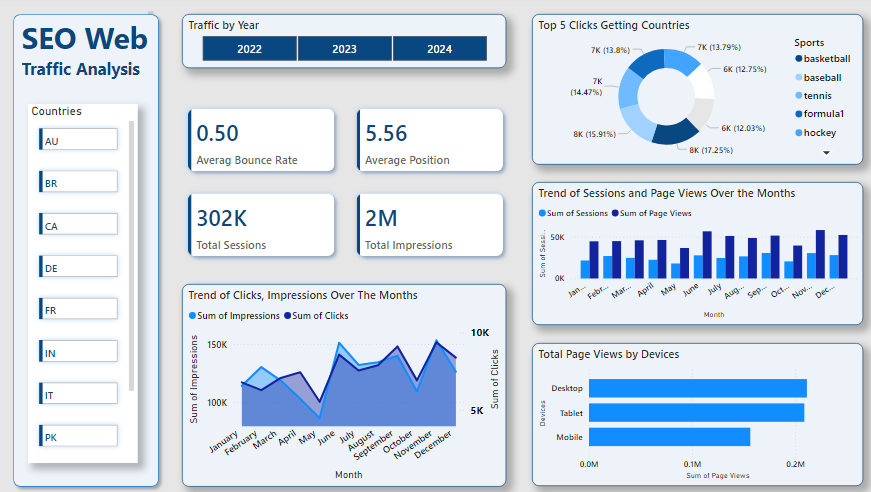 SEO Web
Traffic Analysis
Countries
AU
BR
CA
DE
FR
IN
IT
PK
Traffic by Year
2022
2023
2024
0.50
Averag Bounce Rate
5.56
Average Position
302K
Total Sessions
2M
Total Impressions
Trend of Clicks, Impressions Over The Months
Sum of Impressions
Sum of Clicks
Sum of Impressions
150K
100K
10K
5K
Sum of Clicks
January
February
March
April
May
June
July
August
September
October
November
December
Month
Top 5 Clicks Getting Countries
7K (13.8%)
7K (13.79%)
6K (12.75%)
7K
(14.47%)
6K (12.03%)
8K (15.91%)
8K (17.25%)
Sports
basketball
baseball
tennis
formula1
hockey
Trend of Sessions and Page Views Over the Months
Sum of Sessions
Sum of Page Views
Sum of Sessi...
50K
0K
Jan...
Febr...
Mar...
April
May
June
July
Aug...
Sep...
Oct...
Nov...
Dec...
Month
Total Page Views by Devices
Devices
Desktop
Tablet
Mobile
0.0M
0.1M
0.2M
Sum of Page Views